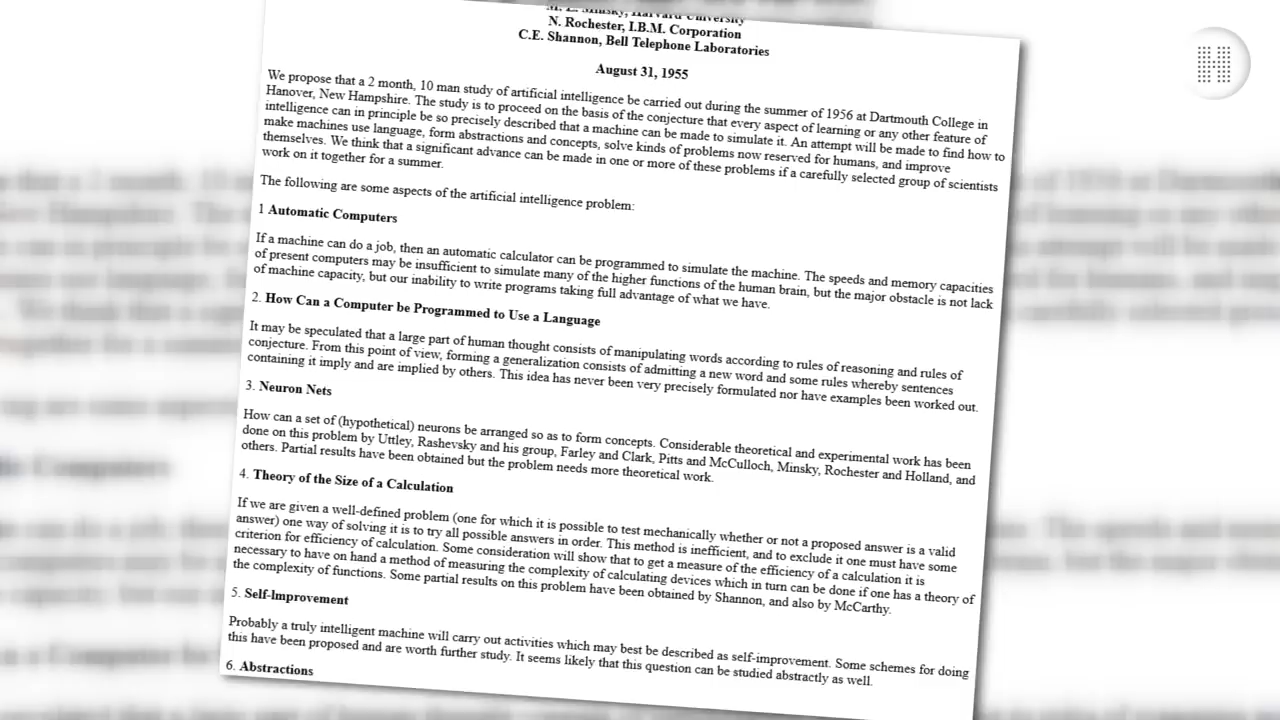 M. L. Minsky, Harvard University
N. Rochester, I.B.M. Corporation
C.E. Shannon, Bell Telephone Laboratories
August 31, 1955
We propose that a 2 month, 10 man study of artificial intelligence be carried out during the summer of 1956 at Dartmouth College in
Hanover, New Hampshire. The study is to proceed on the basis of the conjecture that every aspect of learning or any other feature of
intelligence can in principle be so precisely described that a machine can be made to simulate it. An attempt will be made to find how to
make machines use language, form abstractions and concepts, solve kinds of problems now reserved for humans, and improve
themselves. We think that a significant advance can be made in one or more of these problems if a carefully selected group of scientists
work on it together for a summer.
The following are some aspects of the artificial intelligence problem:
1 Automatic Computers
If a machine can do a job, then an automatic calculator can be programmed to simulate the machine. The speeds and memory capacities
of present computers may be insufficient to simulate many of the higher functions of the human brain, but the major obstacle is not lack
of machine capacity, but our inability to write programs taking full advantage of what we have.
2. How Can a Computer be Programmed to Use a Language
It may be speculated that a large part of human thought consists of manipulating words according to rules of reasoning and rules of
conjecture. From this point of view, forming a generalization consists of admitting a new word and some rules whereby sentences
containing it imply and are implied by others. This idea has never been very precisely formulated nor have examples been worked out.
3. Neuron Nets
How can a set of (hypothetical) neurons be arranged so as to form concepts. Considerable theoretical and experimental work has been
done on this problem by Uttley, Rashevsky and his group, Farley and Clark, Pitts and McCulloch, Minsky, Rochester and Holland, and
others. Partial results have been obtained but the problem needs more theoretical work.
4. Theory of the Size of a Calculation
If we are given a well-defined problem (one for which it is possible to test mechanically whether or not a proposed answer is a valid
answer) one way of solving it is to try all possible answers in order. This method is inefficient, and to exclude it one must have some
criterion for efficiency of calculation. Some consideration will show that to get a measure of the efficiency of a calculation it is
necessary to have on hand a method of measuring the complexity of calculating devices which in turn can be done if one has a theory of
the complexity of functions. Some partial results on this problem have been obtained by Shannon, and also by McCarthy.
5. Self-Improvement
Probably a truly intelligent machine will carry out activities which may best be described as self-improvement. Some schemes for doing
this have been proposed and are worth further study. It seems likely that this question can be studied abstractly as well.
6. Abstractions
H